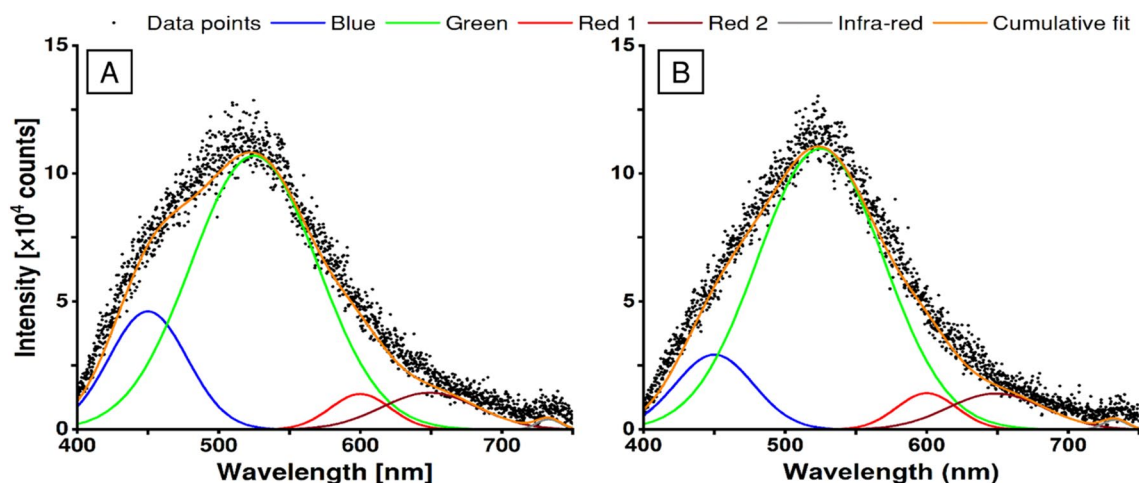 Data points Blue Green Red 1 Red 2 Infra-red Cumulative fit
A
15
10
5
0
400 500 600 700
Intensity [×10⁴ counts]
Wavelength [nm]
B
15
10
5
0
400 500 600 700
Wavelength (nm)